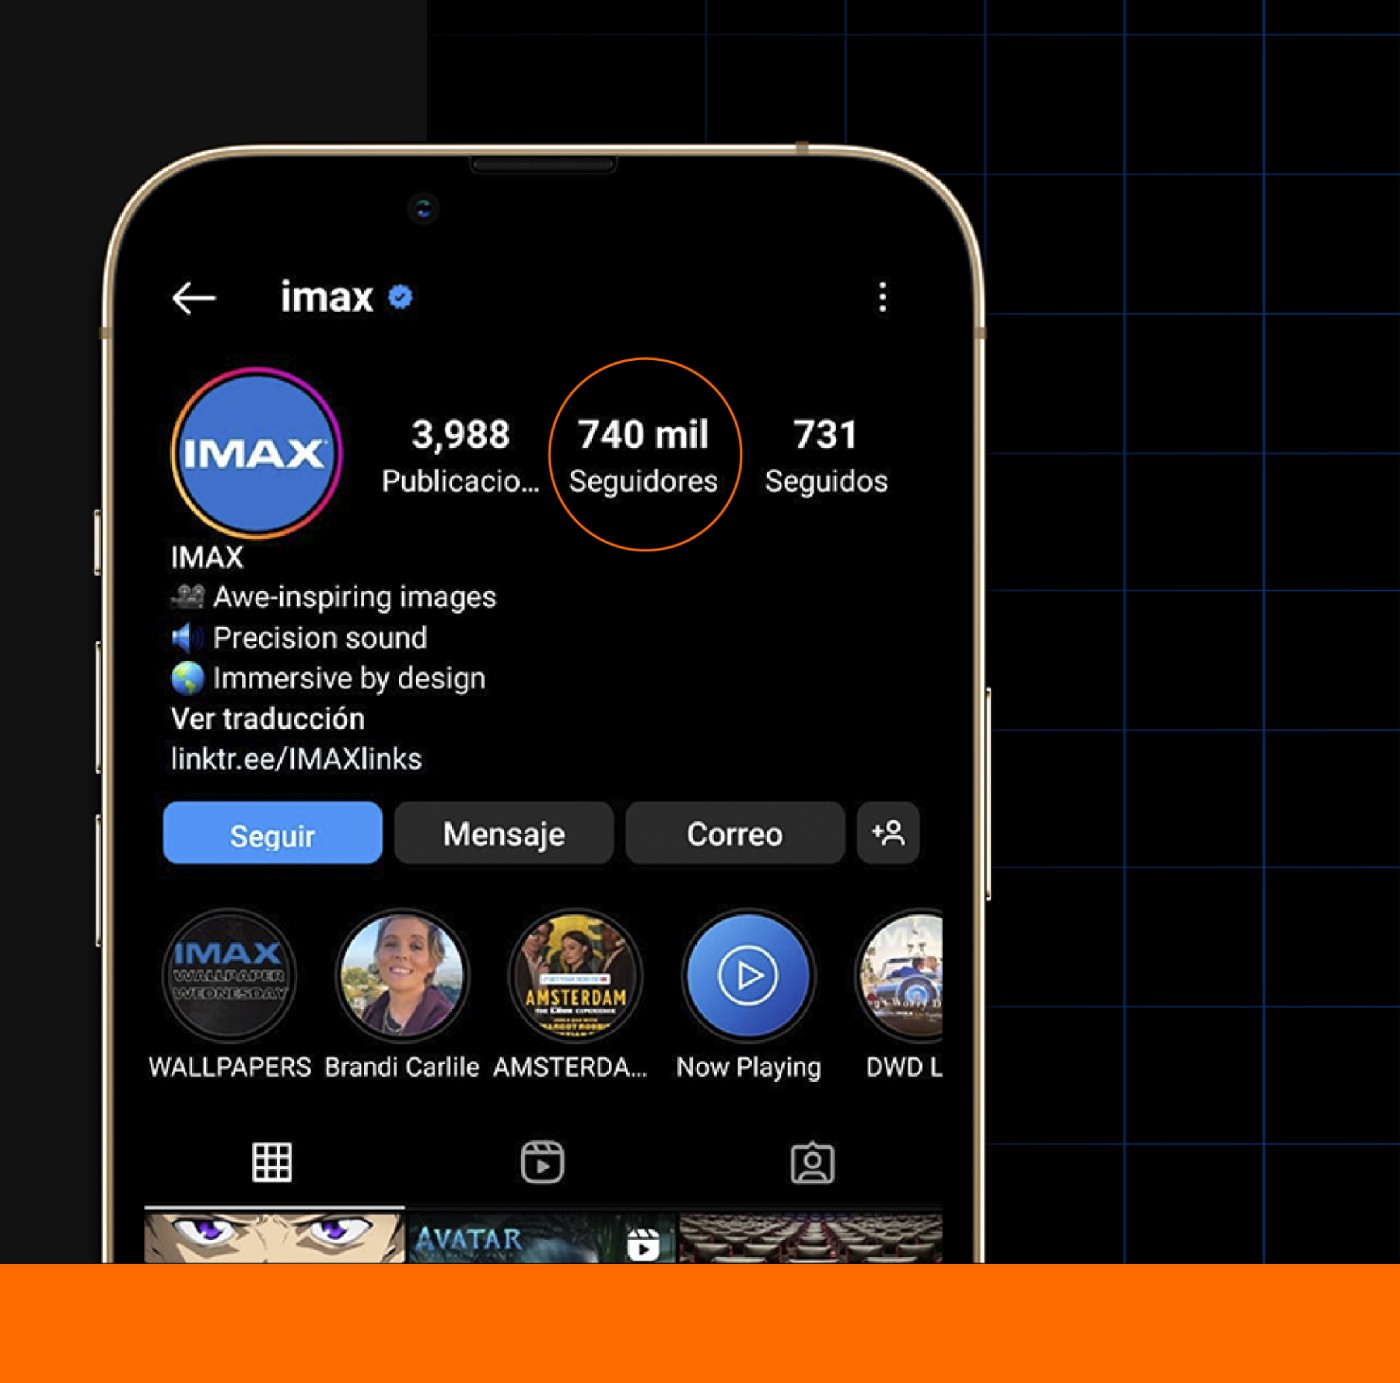 imax
IMAX
3,988
Publicacio...
740 mil
Seguidores
731
Seguidos
IMAX
Awe-inspiring images
Precision sound
Immersive by design
Ver traducción
linktr.ee/IMAXlinks
Seguir
Mensaje
Correo
IMAX
WALLPAPER
WEDNESDAY
AMSTERDAM
WALLPAPERS
Brandi Carlile
AMSTERDA...
Now Playing
DWD L
AVATAR